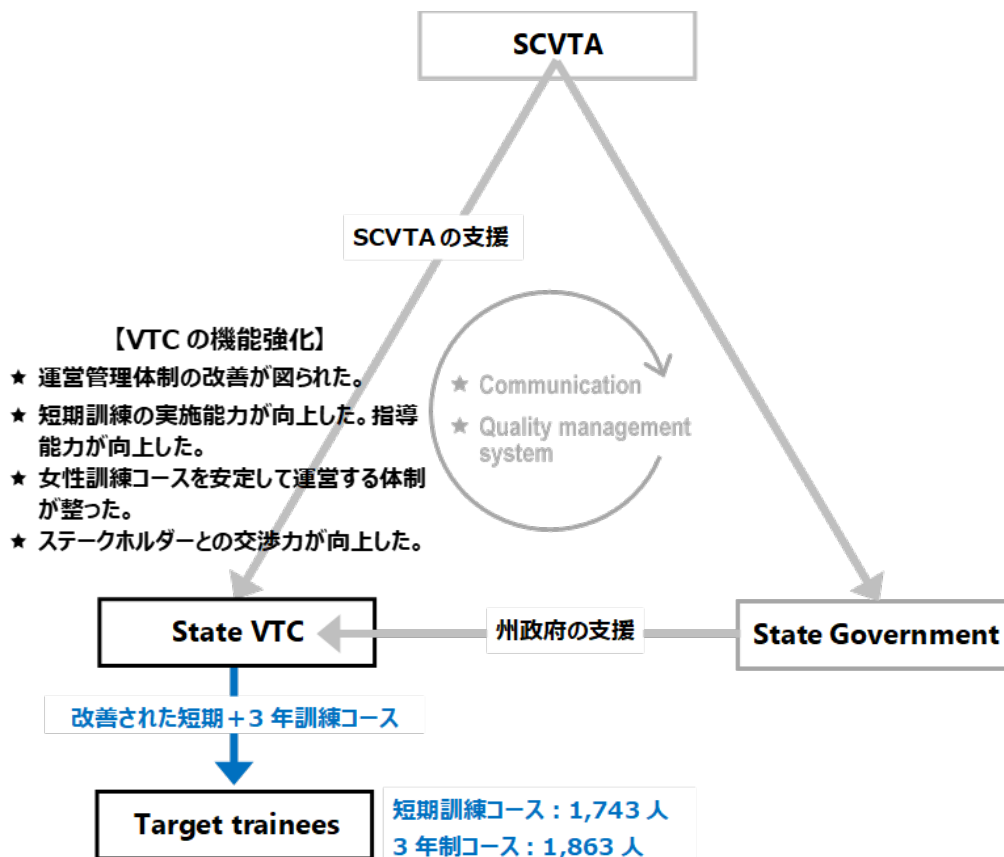 SCVTA
SCVTA の支援
【VTC の機能強化】
★ 運営管理体制の改善が図られた。
★ 短期訓練の実施能力が向上した。指導
能力が向上した。
★ 女性訓練コースを安定して運営する体制
が整った。
★ ステークホルダーとの交渉力が向上した。
★ Communication
★ Quality management
system
State VTC
州政府の支援
State Government
改善された短期＋3 年訓練コース
Target trainees
短期訓練コース：1,743 人
3 年制コース：1,863 人